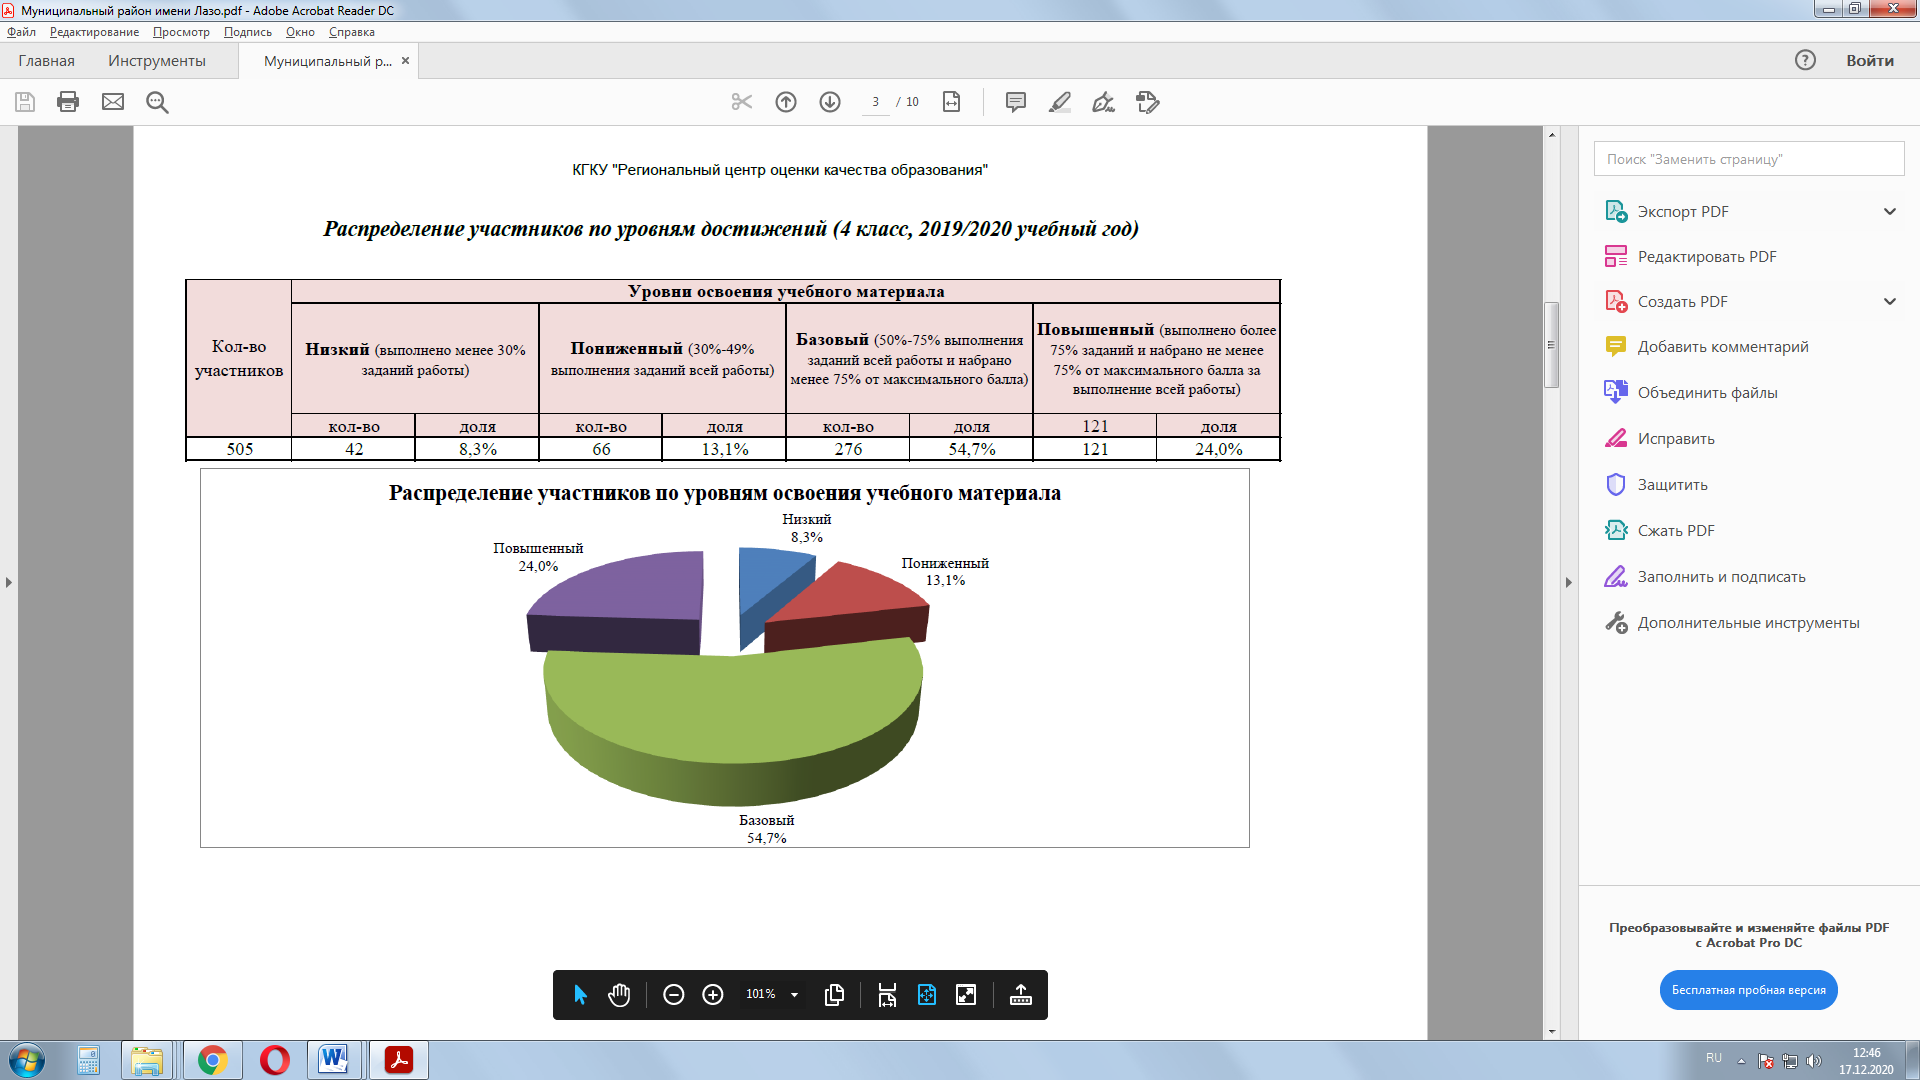 Муниципальный район имени Лазо.pdf - Adobe Acrobat Reader DC
Файл Редактирование Просмотр Подпись Окно Справка
Главная Инструменты Муниципальный р... Войти
3 / 10
КГКУ "Региональный центр оценки качества образования"
Распределение участников по уровням достижений (4 класс, 2019/2020 учебный год)
Кол-во
участников
Уровни освоения учебного материала
Низкий (выполнено менее 30%
заданий работы)
Пониженный (30%-49%
выполнения заданий всей работы)
Базовый (50%-75% выполнения
заданий всей работы и набрано
менее 75% от максимального балла)
Повышенный (выполнено более
75% заданий и набрано не менее
75% от максимального балла за
выполнение всей работы)
кол-во доля кол-во доля кол-во доля 121 доля
505 42 8,3% 66 13,1% 276 54,7% 121 24,0%
Распределение участников по уровням освоения учебного материала
Низкий
8,3%
Повышенный
24,0%
Пониженный
13,1%
Базовый
54,7%
101%
Поиск "Заменить страницу"
Экспорт PDF
Редактировать PDF
Создать PDF
Добавить комментарий
Объединить файлы
Исправить
Защитить
Сжать PDF
Заполнить и подписать
Дополнительные инструменты
Преобразовывайте и изменяйте файлы PDF
с Acrobat Pro DC
Бесплатная пробная версия
RU
12:46
17.12.2020